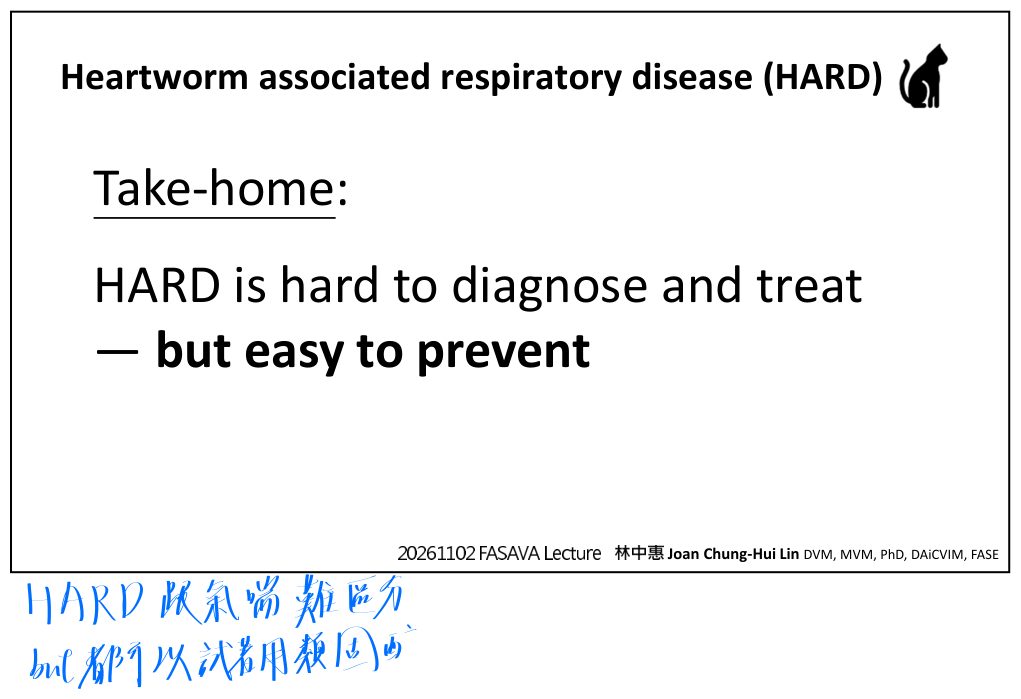 Heartworm associated respiratory disease (HARD)
Take-home:
HARD is hard to diagnose and treat
— but easy to prevent
20261102 FASAVA Lecture 林中惠 Joan Chung-Hui Lin DVM, MVM, PhD, DAiCVIM, FASE
HARD 跟氣喘 難區分
but 都可以試著用類固醇